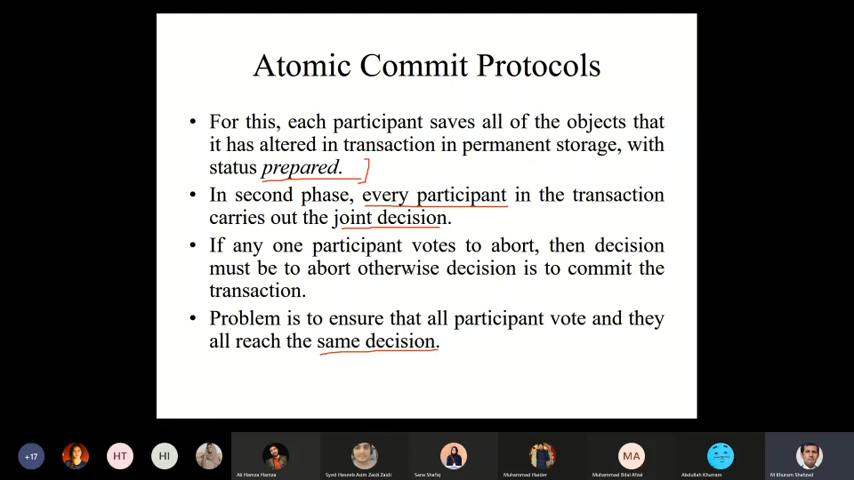 Atomic Commit Protocols
• For this, each participant saves all of the objects that
it has altered in transaction in permanent storage, with
status prepared.
• In second phase, every participant in the transaction
carries out the joint decision.
• If any one participant votes to abort, then decision
must be to abort otherwise decision is to commit the
transaction.
• Problem is to ensure that all participant vote and they
all reach the same decision.
+17
HT
HI
MA
Ali Hamza Hamza
Syed Haseeb Asim Zaidi Zaidi
Sana Shafiq
Muhammad Haider
Muhammad Bilal Afzal
Abdullah Khurram
M Khuram Shahzad